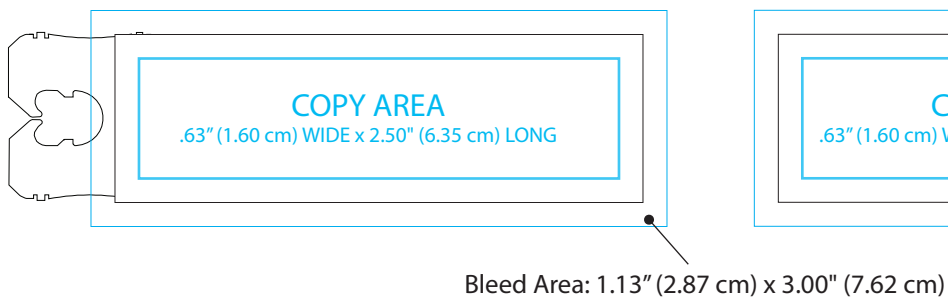 COPY AREA
.63” (1.60 cm) WIDE x 2.50" (6.35 cm) LONG
C
.63” (1.60 cm) W
Bleed Area: 1.13” (2.87 cm) x 3.00" (7.62 cm)